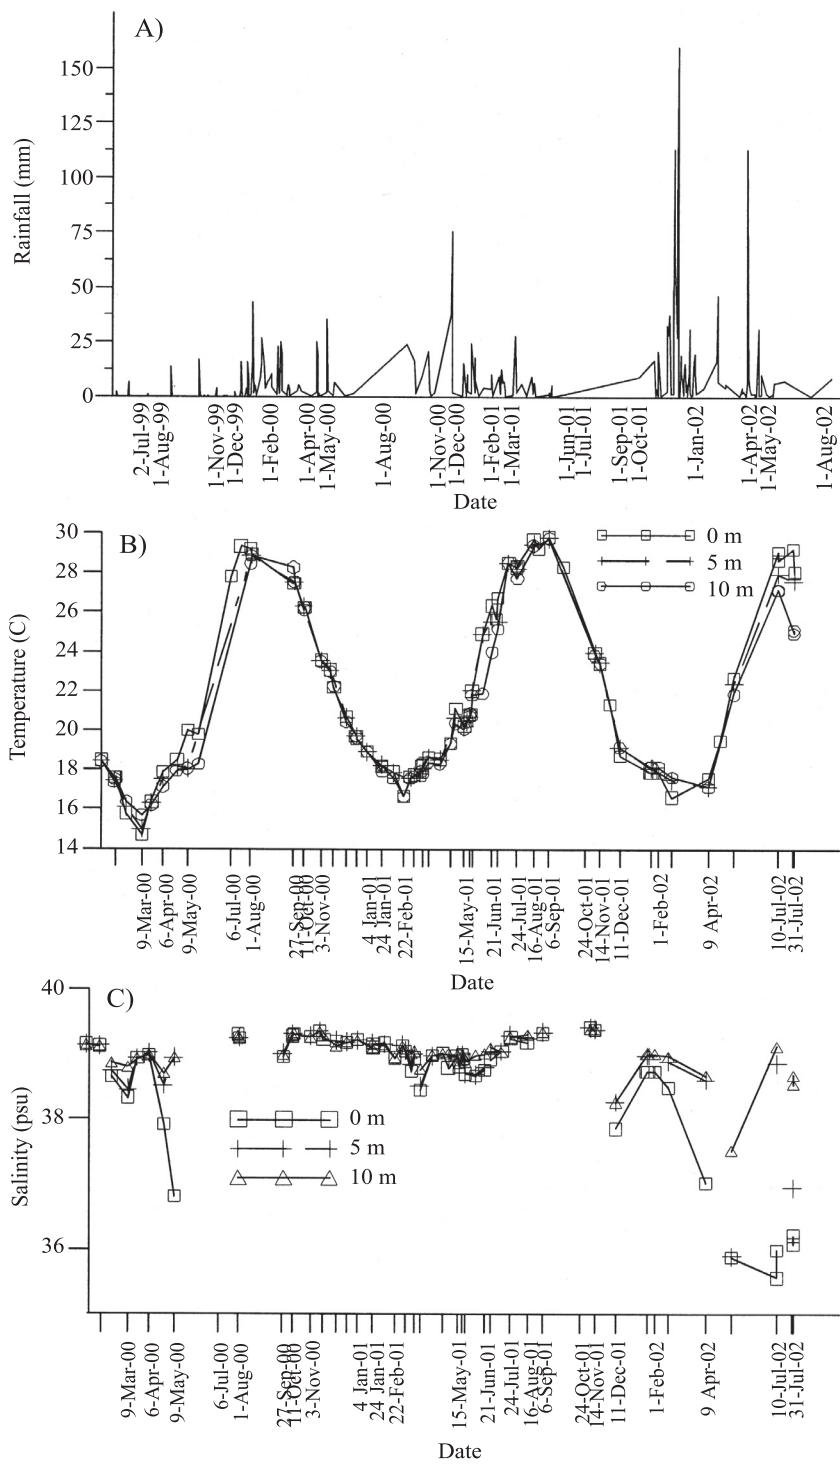 A)
150
125
100
75
50
25
0
Rainfall (mm)
2-Jul-99
1-Aug-99
1-Nov-99
1-Dec-99
1-Feb-00
1-Apr-00
1-May-00
1-Aug-00
1-Nov-00
1-Dec-00
1-Feb-01
1-Mar-01
1-Jun-01
1-Jul-01
1-Sep-01
1-Oct-01
1-Jan-02
1-Apr-02
1-May-02
1-Aug-02
Date
B)
30
28
26
24
22
20
18
16
14
Temperature (C)
0 m
5 m
10 m
9-Mar-00
6-Apr-00
9-May-00
6-Jul-00
1-Aug-00
27-Sep-00
11-Oct-00
3-Nov-00
4 Jan-01
24 Jan-01
22-Feb-01
15-May-01
21-Jun-01
24-Jul-01
16-Aug-01
6-Sep-01
24-Oct-01
14-Nov-01
11-Dec-01
1-Feb-02
9 Apr-02
10-Jul-02
31-Jul-02
Date
C)
40
38
36
Salinity (psu)
0 m
5 m
10 m
9-Mar-00
6-Apr-00
9-May-00
6-Jul-00
1-Aug-00
27-Sep-00
11-Oct-00
3-Nov-00
4 Jan-01
24 Jan-01
22-Feb-01
15-May-01
21-Jun-01
24-Jul-01
16-Aug-01
6-Sep-01
24-Oct-01
14-Nov-01
11-Dec-01
1-Feb-02
9 Apr-02
10-Jul-02
31-Jul-02
Date